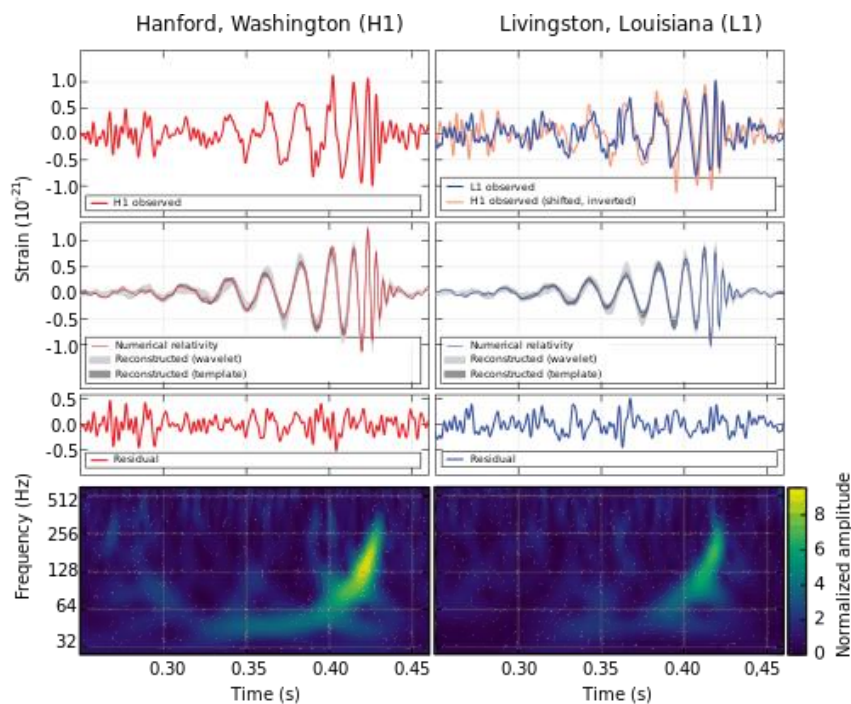 Hanford, Washington (H1)
Livingston, Louisiana (L1)
1.0
0.5
0.0
-0.5
-1.0
H1 observed
L1 observed
H1 observed (shifted, inverted)
Strain (10⁻²¹)
1.0
0.5
0.0
-0.5
-1.0
Numerical relativity
Reconstructed (wavelet)
Reconstructed (template)
Numerical relativity
Reconstructed (wavelet)
Reconstructed (template)
0.5
0.0
-0.5
Residual
Residual
Frequency (Hz)
512
256
128
64
32
8
6
4
2
0
Normalized amplitude
0.30
0.35
0.40
0.45
0.30
0.35
0.40
0,45
Time (s)
Time (s)